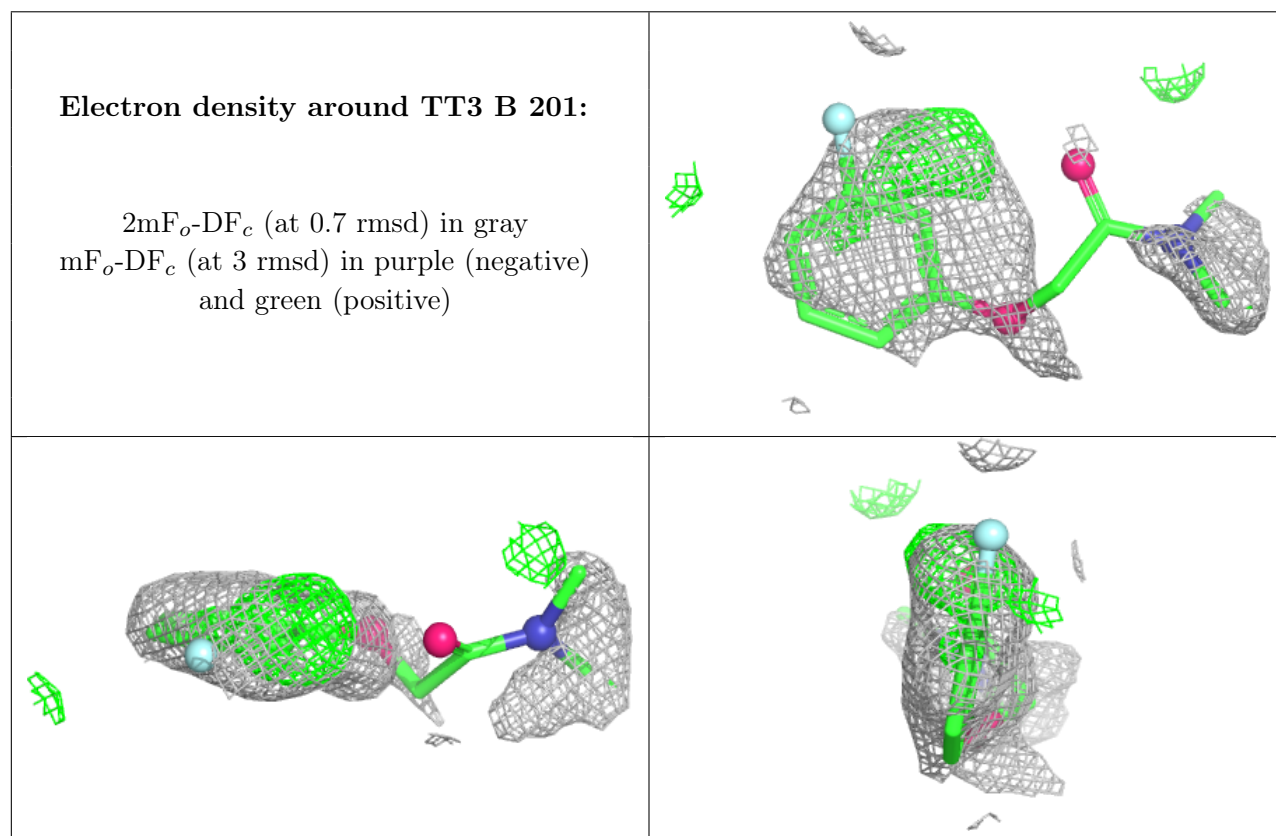 Electron density around TT3 B 201:
2mFo-DFc (at 0.7 rmsd) in gray
mFo-DFc (at 3 rmsd) in purple (negative)
and green (positive)